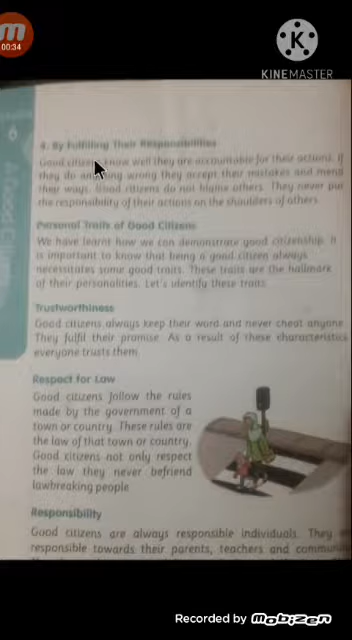 00:34
KINEMASTER
6
4. By Fulfilling Their Responsibilities
Good citizens know well they are accountable for their actions. If
they do anything wrong they accept their mistakes and mend
their ways. Good citizens do not blame others. They never put
the responsibility of their actions on the shoulders of others.
Personal Traits of Good Citizens
We have learnt how we can demonstrate good citizenship. It
is important to know that being a good citizen always
necessitates some good traits. These traits are the hallmark
of their personalities. Let's identify these traits.
Trustworthiness
Good citizens always keep their word and never cheat anyone.
They fulfil their promise. As a result of these characteristics
everyone trusts them.
Respect for Law
Good citizens follow the rules
made by the government of a
town or country. These rules are
the law of that town or country.
Good citizens not only respect
the law they never befriend
lawbreaking people
Responsibility
Good citizens are always responsible individuals. They
responsible towards their parents, teachers and
Recorded by Mobizen